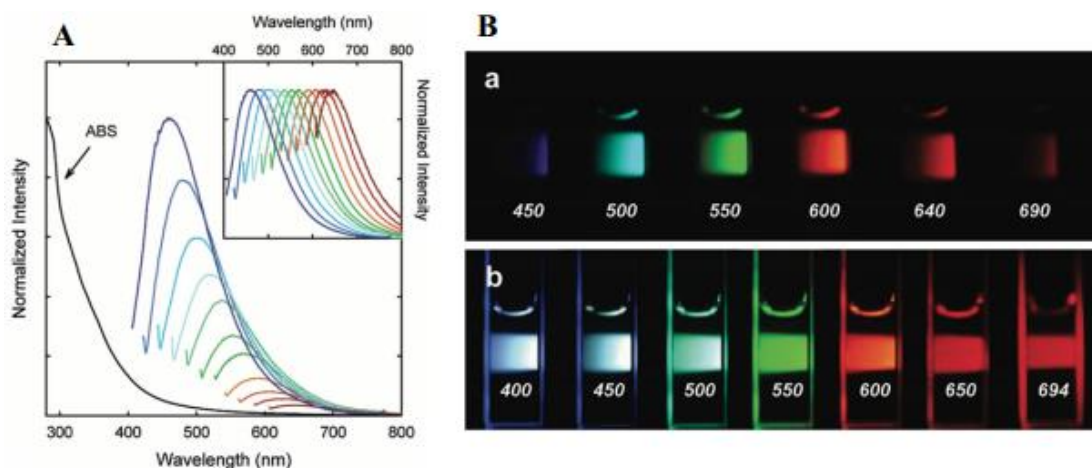 A
Wavelength (nm)
400 500 600 700 800
Normalized Intensity
ABS
Normalized Intensity
300 400 500 600 700 800
Wavelength (nm)
B
a
450 500 550 600 640 690
b
400 450 500 550 600 650 694